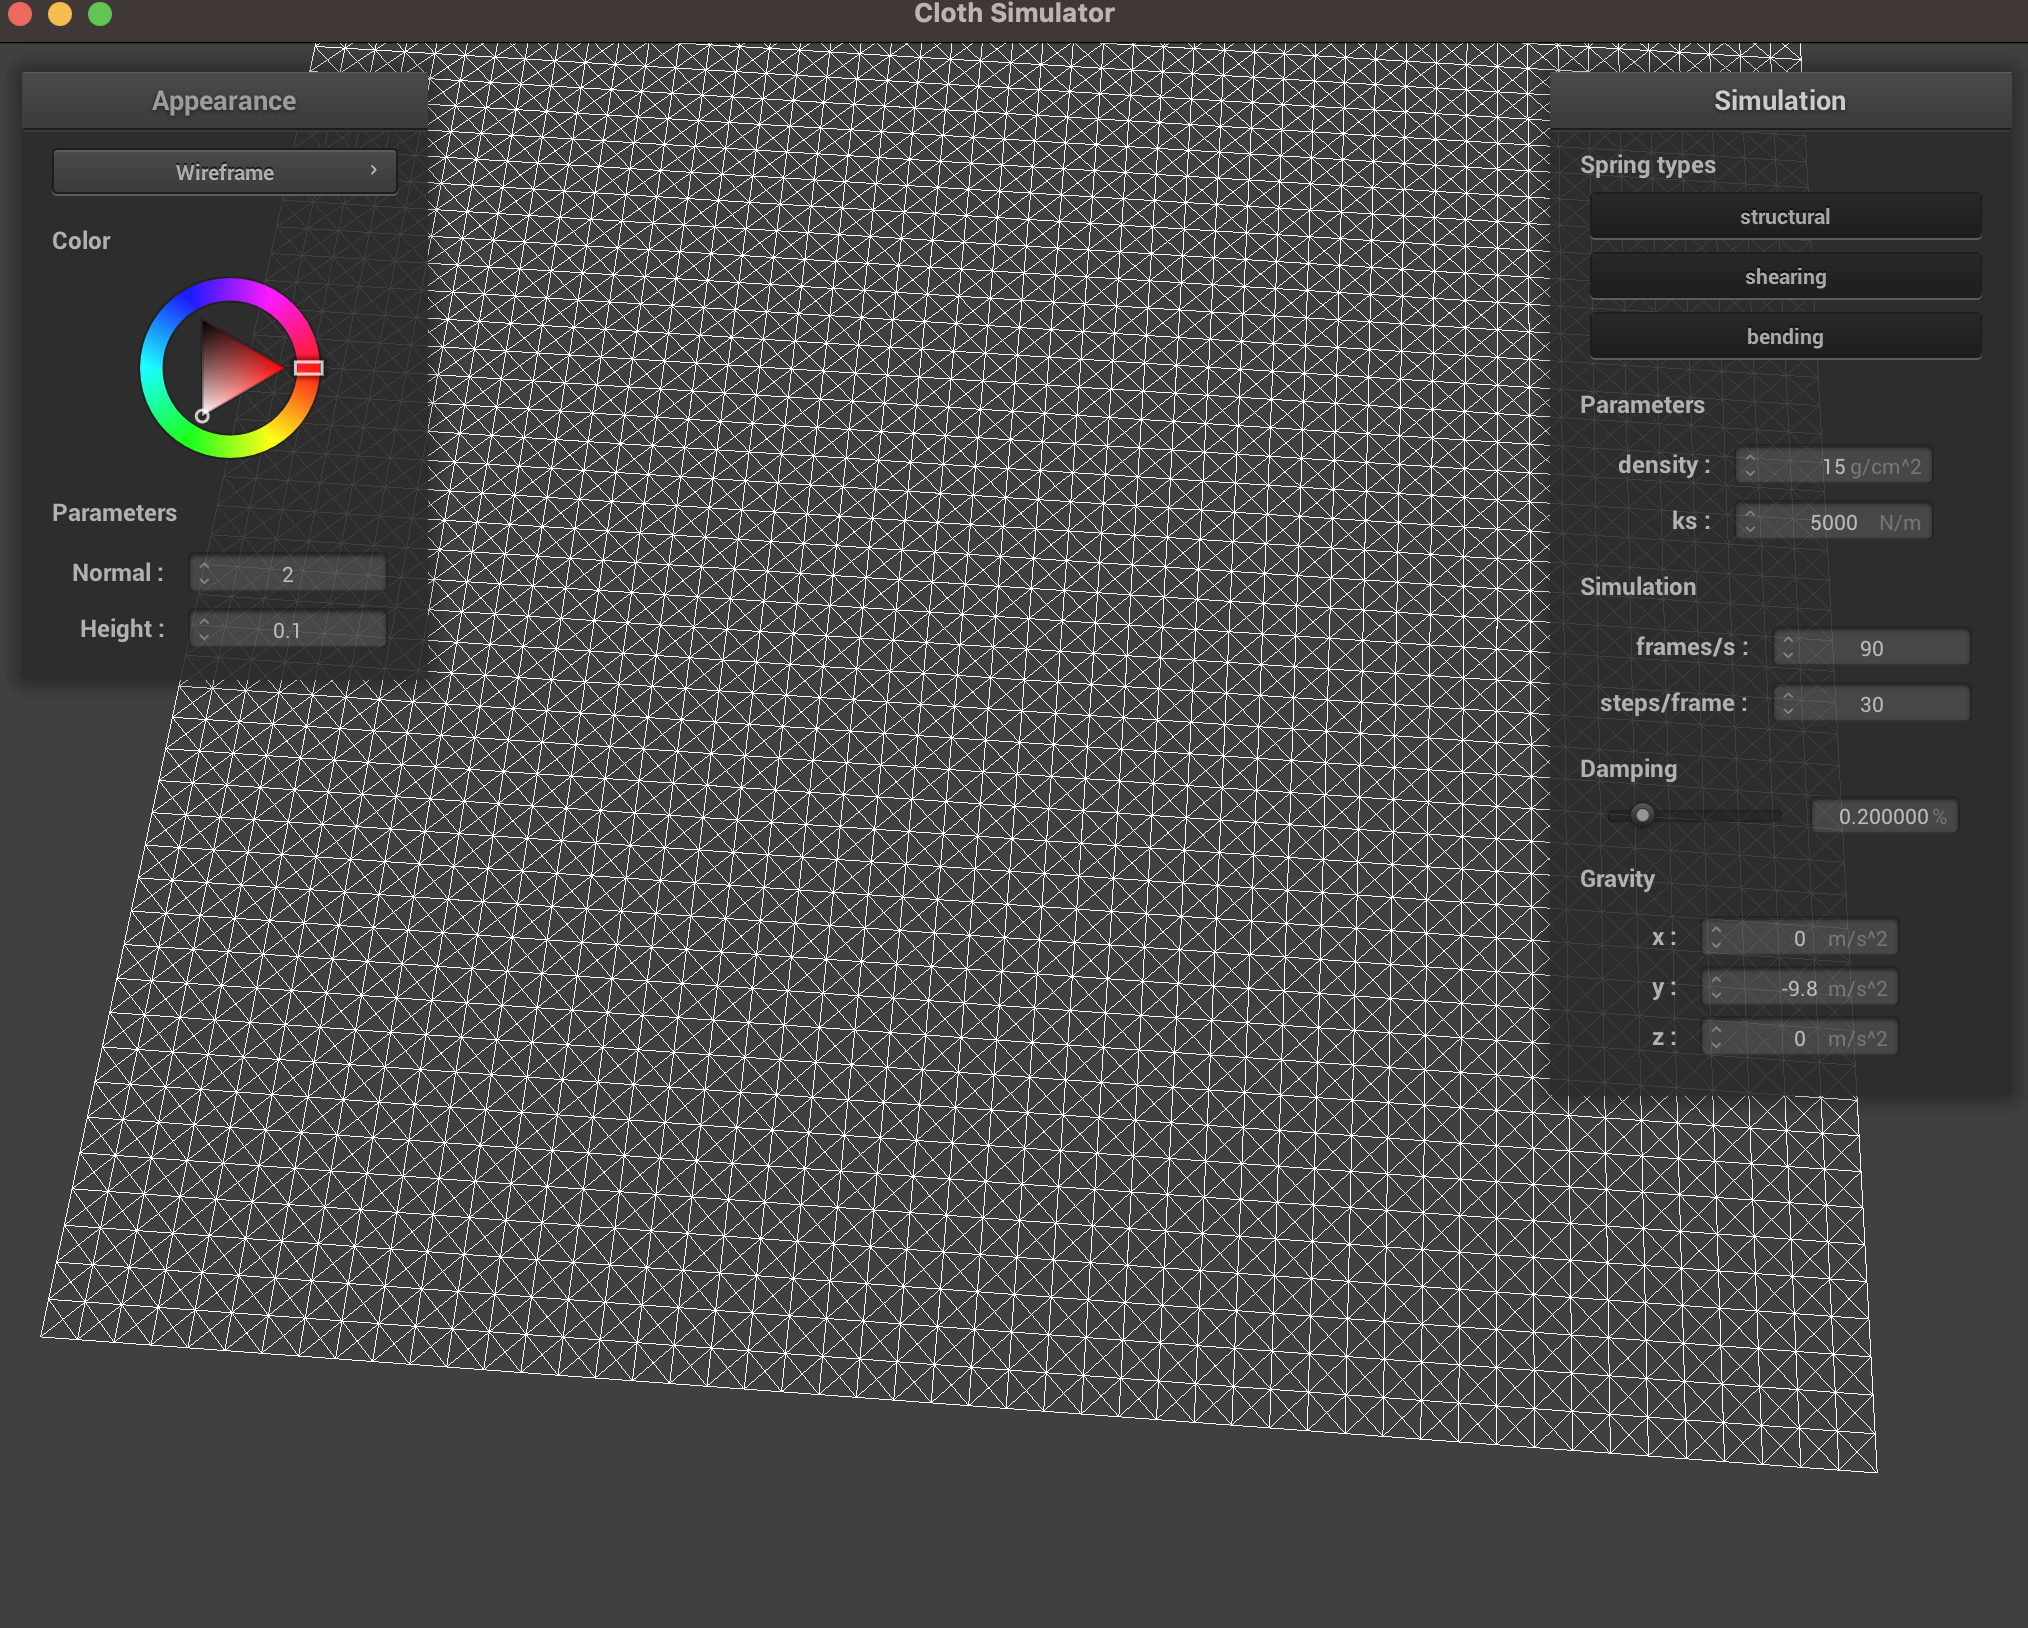 Cloth Simulator
Appearance
Wireframe
Color
Parameters
Normal : 2
Height : 0.1
Simulation
Spring types
structural
shearing
bending
Parameters
density : 15 g/cm^2
ks : 5000 N/m
Simulation
frames/s : 90
steps/frame : 30
Damping
0.200000 %
Gravity
x : 0 m/s^2
y : -9.8 m/s^2
z : 0 m/s^2